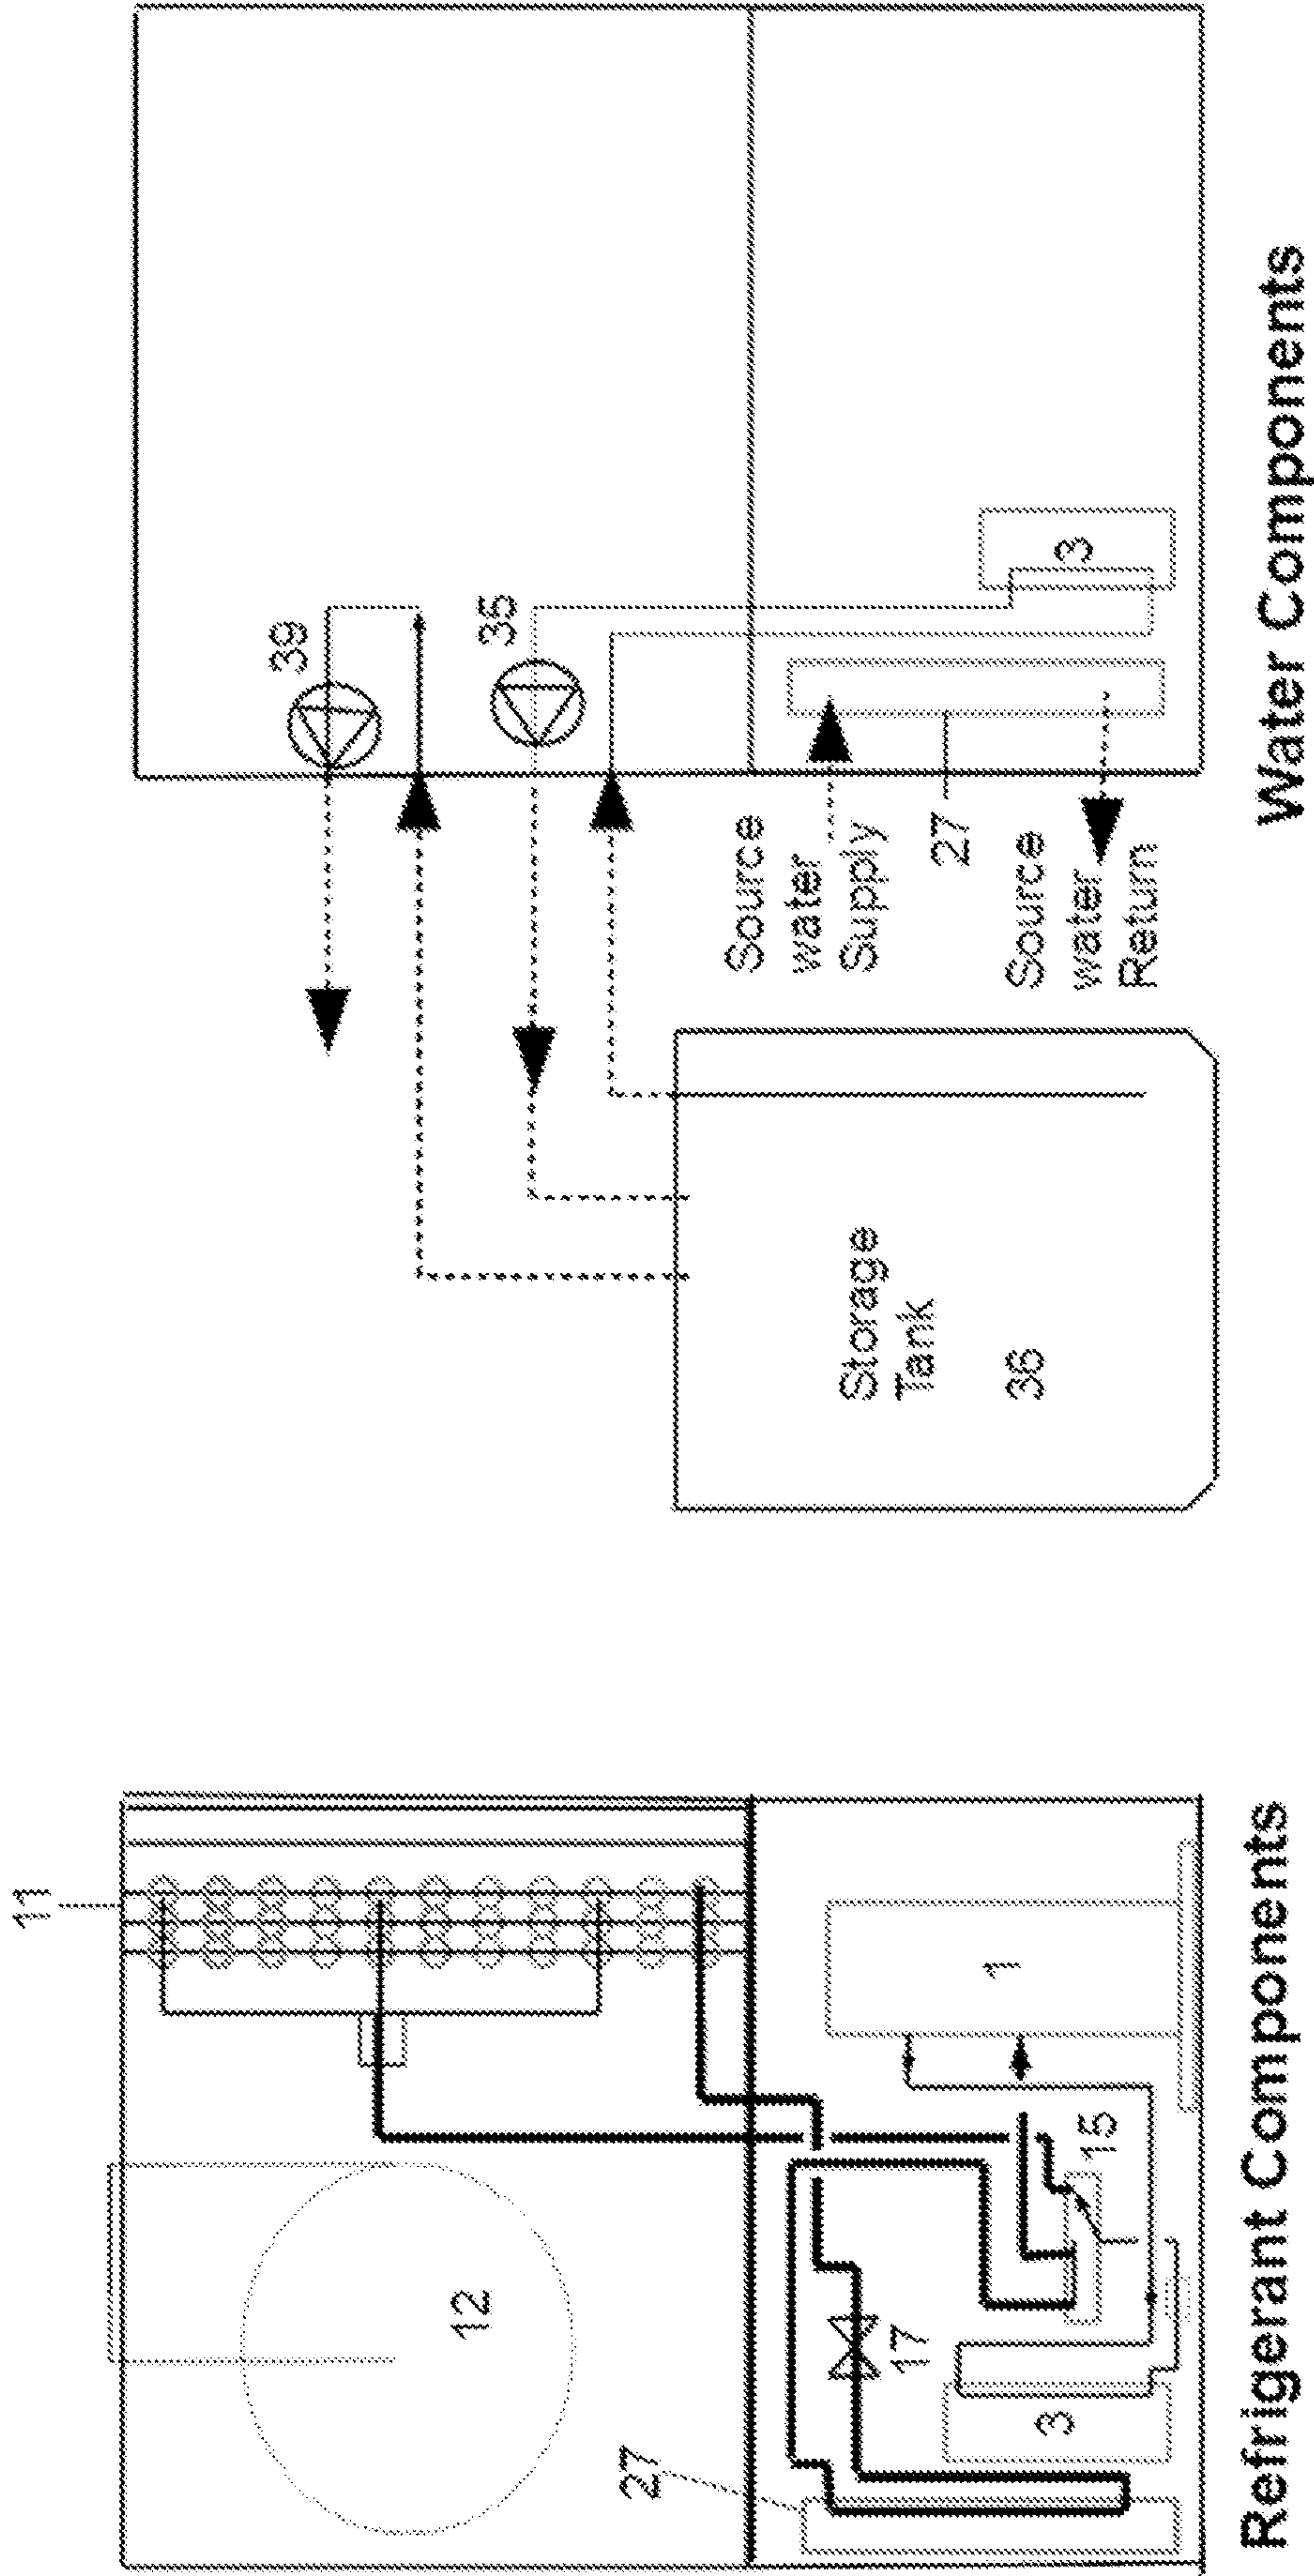 11
12
27
17
1
3
15
Refrigerant Components
39
35
Storage
Tank
36
Source
water
Supply
27
Source
water
Return
3
Water Components